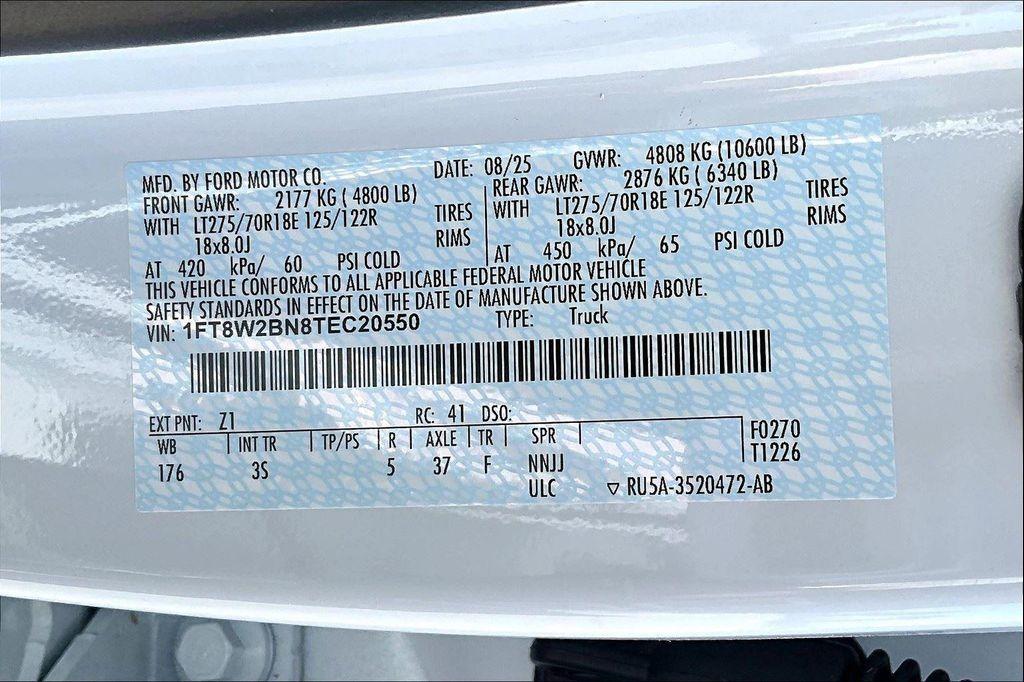 MFD. BY FORD MOTOR CO. DATE: 08/25 GVWR: 4808 KG (10600 LB)
FRONT GAWR: 2177 KG ( 4800 LB) REAR GAWR: 2876 KG ( 6340 LB)
WITH LT275/70R18E 125/122R TIRES WITH LT275/70R18E 125/122R TIRES
18x8.0J RIMS 18x8.0J RIMS
AT 420 kPa/ 60 PSI COLD AT 450 kPa/ 65 PSI COLD
THIS VEHICLE CONFORMS TO ALL APPLICABLE FEDERAL MOTOR VEHICLE
SAFETY STANDARDS IN EFFECT ON THE DATE OF MANUFACTURE SHOWN ABOVE.
VIN: 1FT8W2BN8TEC20550 TYPE: Truck
EXT PNT: Z1 RC: 41 DSO:
WB INT TR TP/PS R AXLE TR SPR F0270
176 3S 5 37 F NNJJ T1226
ULC ▽ RU5A-3520472-AB